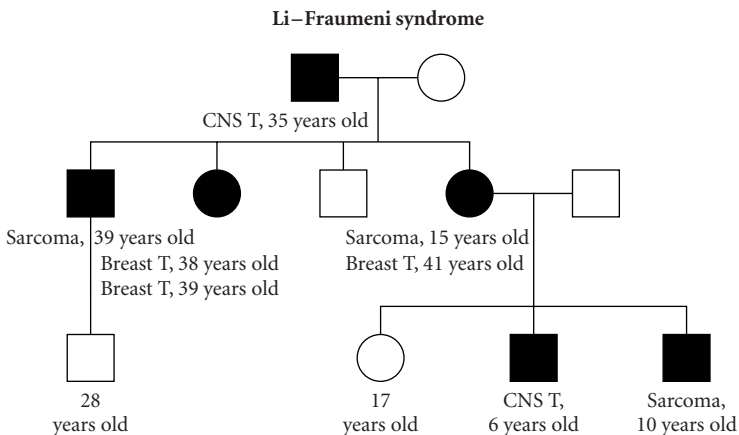 Li–Fraumeni syndrome
CNS T, 35 years old
Sarcoma, 39 years old
Breast T, 38 years old
Breast T, 39 years old
Sarcoma, 15 years old
Breast T, 41 years old
28
years old
17
years old
CNS T,
6 years old
Sarcoma,
10 years old